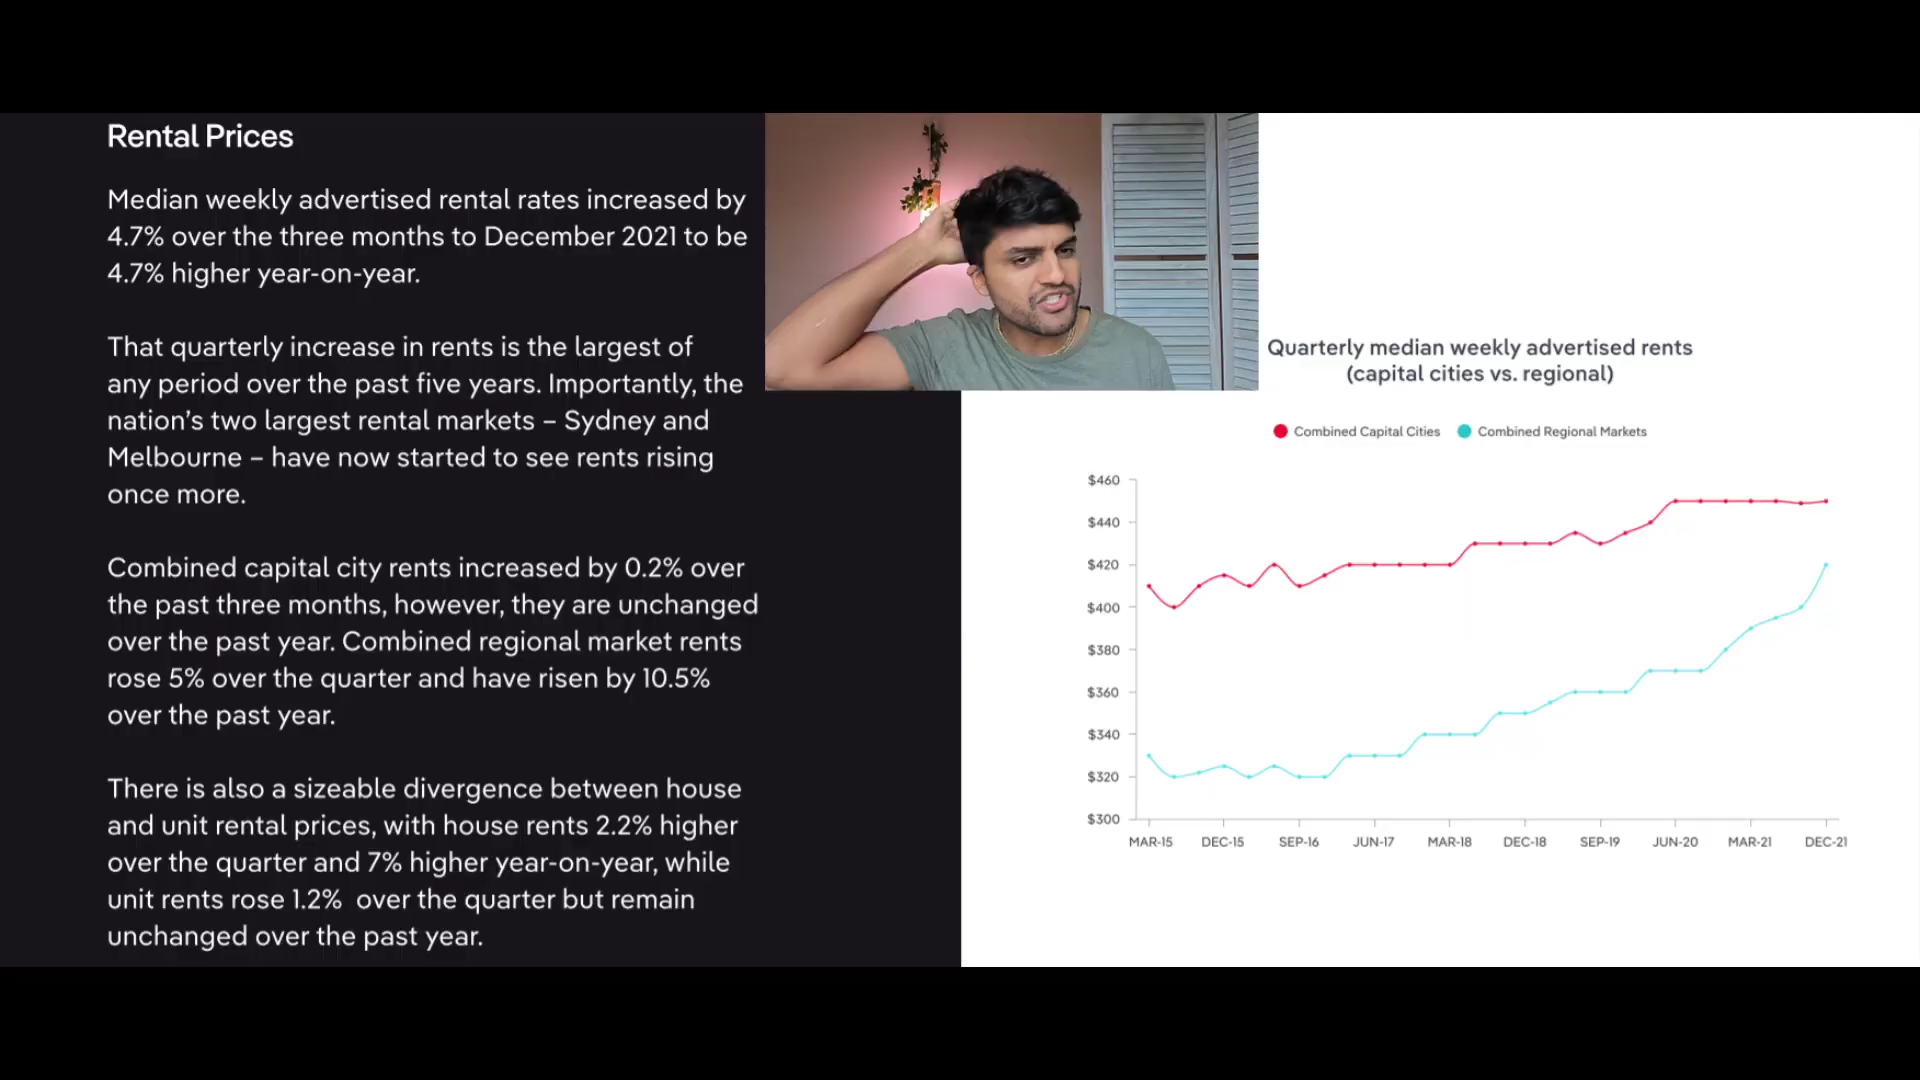 Rental Prices
Median weekly advertised rental rates increased by
4.7% over the three months to December 2021 to be
4.7% higher year-on-year.
That quarterly increase in rents is the largest of
any period over the past five years. Importantly, the
nation’s two largest rental markets – Sydney and
Melbourne – have now started to see rents rising
once more.
Combined capital city rents increased by 0.2% over
the past three months, however, they are unchanged
over the past year. Combined regional market rents
rose 5% over the quarter and have risen by 10.5%
over the past year.
There is also a sizeable divergence between house
and unit rental prices, with house rents 2.2% higher
over the quarter and 7% higher year-on-year, while
unit rents rose 1.2% over the quarter but remain
unchanged over the past year.
Quarterly median weekly advertised rents
(capital cities vs. regional)
Combined Capital Cities Combined Regional Markets
$460
$440
$420
$400
$380
$360
$340
$320
$300
MAR-15 DEC-15 SEP-16 JUN-17 MAR-18 DEC-18 SEP-19 JUN-20 MAR-21 DEC-21